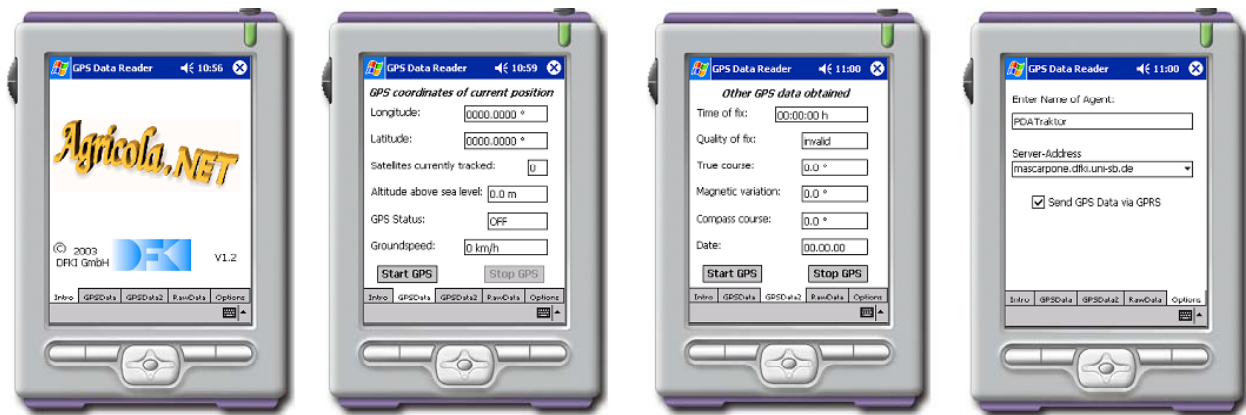 GPS Data Reader 10:56
Agricola.NET
© 2003
DFKI GmbH
DFKI
V1.2
Intro GPSData GPSData2 RawData Options
GPS Data Reader 10:59
GPS coordinates of current position
Longitude: 0000.0000 °
Latitude: 0000.0000 °
Satellites currently tracked: 0
Altitude above sea level: 0.0 m
GPS Status: OFF
Groundspeed: 0 km/h
Start GPS Stop GPS
Intro GPSData GPSData2 RawData Options
GPS Data Reader 11:00
Other GPS data obtained
Time of fix: 00:00:00 h
Quality of fix: invalid
True course: 0.0 °
Magnetic variation: 0.0 °
Compass course: 0.0 °
Date: 00.00.00
Start GPS Stop GPS
Intro GPSData GPSData2 RawData Options
GPS Data Reader 11:00
Enter Name of Agent:
PDATraktor
Server-Address
mascarpone.dfki.uni-sb.de
Send GPS Data via GPRS
Intro GPSData GPSData2 RawData Options